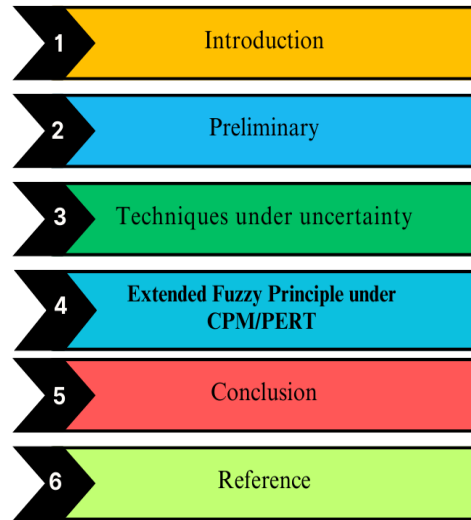 1
Introduction
2
Preliminary
3
Techniques under uncertainty
4
Extended Fuzzy Principle under
CPM/PERT
5
Conclusion
6
Reference